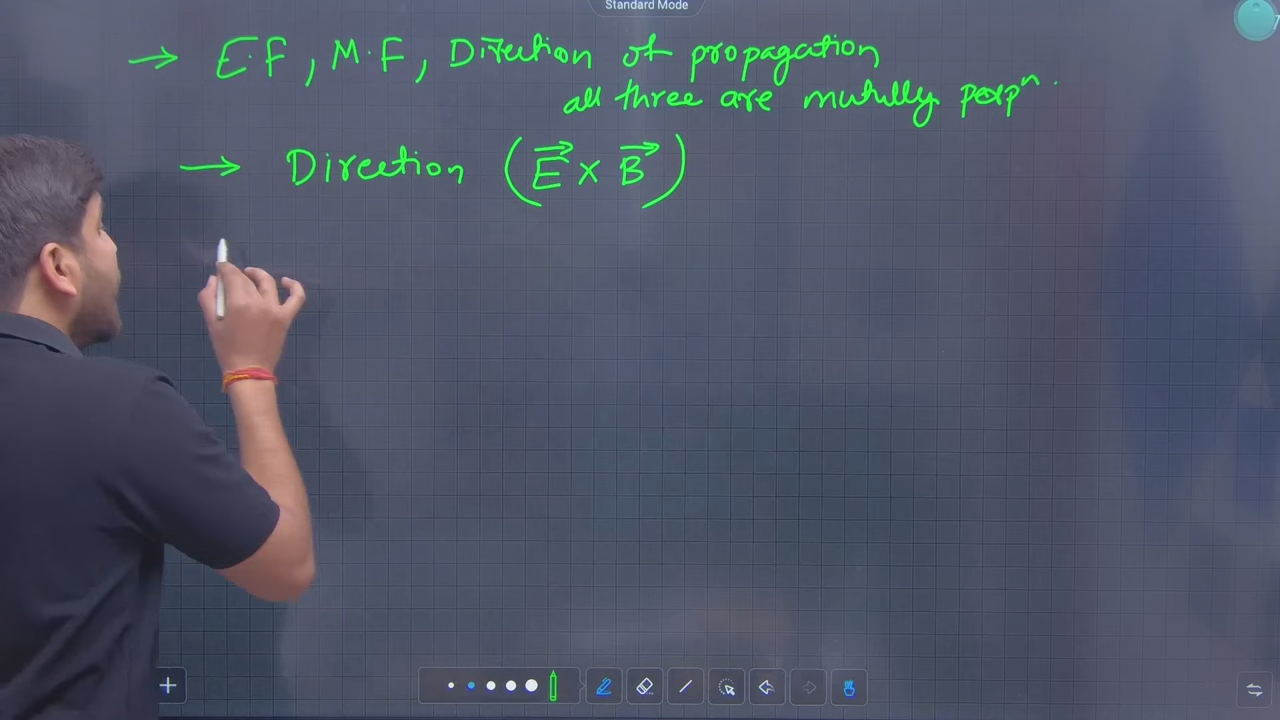 Standard Mode
→ E.F, M.F, Direction of propagation
all three are mutully perpⁿ.
→ Direction (E⃗ × B⃗)